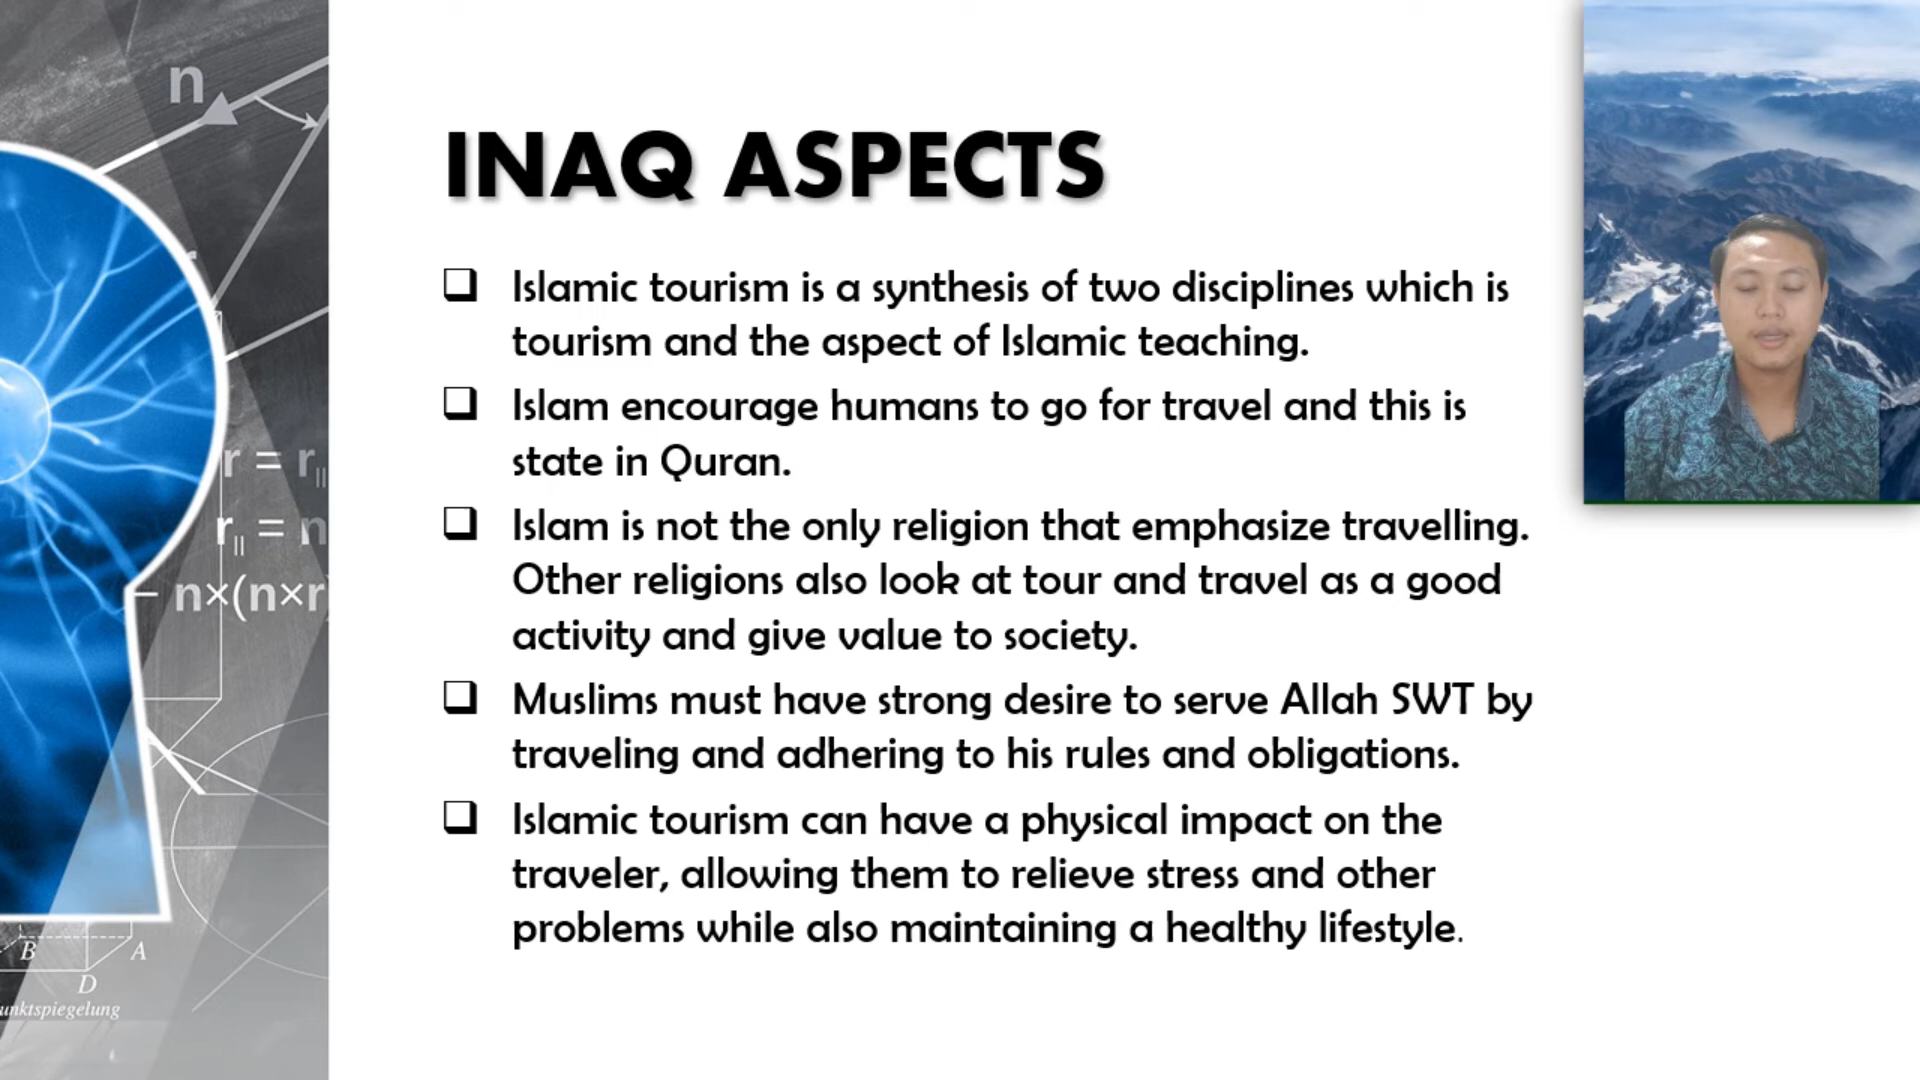 n
INAQ ASPECTS
Islamic tourism is a synthesis of two disciplines which is
tourism and the aspect of Islamic teaching.
Islam encourage humans to go for travel and this is
state in Quran.
Islam is not the only religion that emphasize travelling.
Other religions also look at tour and travel as a good
activity and give value to society.
Muslims must have strong desire to serve Allah SWT by
traveling and adhering to his rules and obligations.
Islamic tourism can have a physical impact on the
traveler, allowing them to relieve stress and other
problems while also maintaining a healthy lifestyle.
r = r||
r|| = n
n×(n×r
B A
D
unktspiegelung